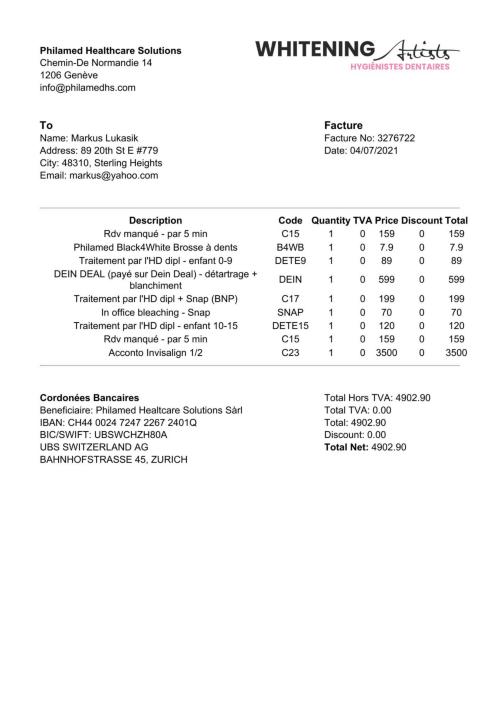 Philamed Healthcare Solutions
Chemin-De Normandie 14
1206 Genève
info@philamedhs.com
WHITENING Artists
HYGIÉNISTES DENTAIRES
To
Name: Markus Lukasik
Address: 89 20th St E #779
City: 48310, Sterling Heights
Email: markus@yahoo.com
Facture
Facture No: 3276722
Date: 04/07/2021
Description Code Quantity TVA Price Discount Total
Rdv manqué - par 5 min C15 1 0 159 0 159
Philamed Black4White Brosse à dents B4WB 1 0 7.9 0 7.9
Traitement par l'HD dipl - enfant 0-9 DETE9 1 0 89 0 89
DEIN DEAL (payé sur Dein Deal) - détartrage +
blanchiment DEIN 1 0 599 0 599
Traitement par l'HD dipl + Snap (BNP) C17 1 0 199 0 199
In office bleaching - Snap SNAP 1 0 70 0 70
Traitement par l'HD dipl - enfant 10-15 DETE15 1 0 120 0 120
Rdv manqué - par 5 min C15 1 0 159 0 159
Acconto Invisalign 1/2 C23 1 0 3500 0 3500
Cordonées Bancaires
Beneficiaire: Philamed Healtcare Solutions Sàrl
IBAN: CH44 0024 7247 2267 2401Q
BIC/SWIFT: UBSWCHZH80A
UBS SWITZERLAND AG
BAHNHOFSTRASSE 45, ZURICH
Total Hors TVA: 4902.90
Total TVA: 0.00
Total: 4902.90
Discount: 0.00
Total Net: 4902.90